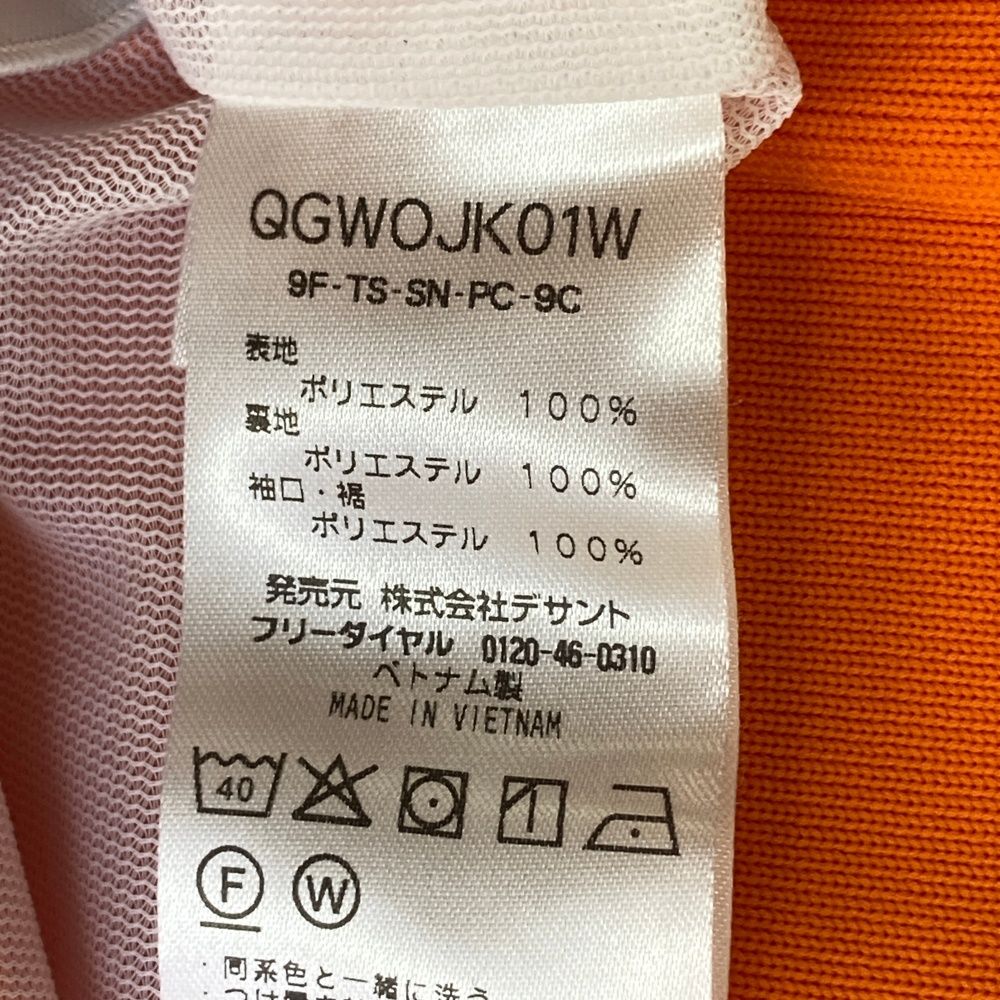 QGWOJK01W
9F-TS-SN-PC-9C
表地
ポリエステル 100%
裏地
ポリエステル 100%
袖口・裾
ポリエステル 100%
発売元 株式会社デサント
フリーダイヤル 0120-46-0310
ベトナム製
MADE IN VIETNAM
40
F W
・同系色と一緒に洗う